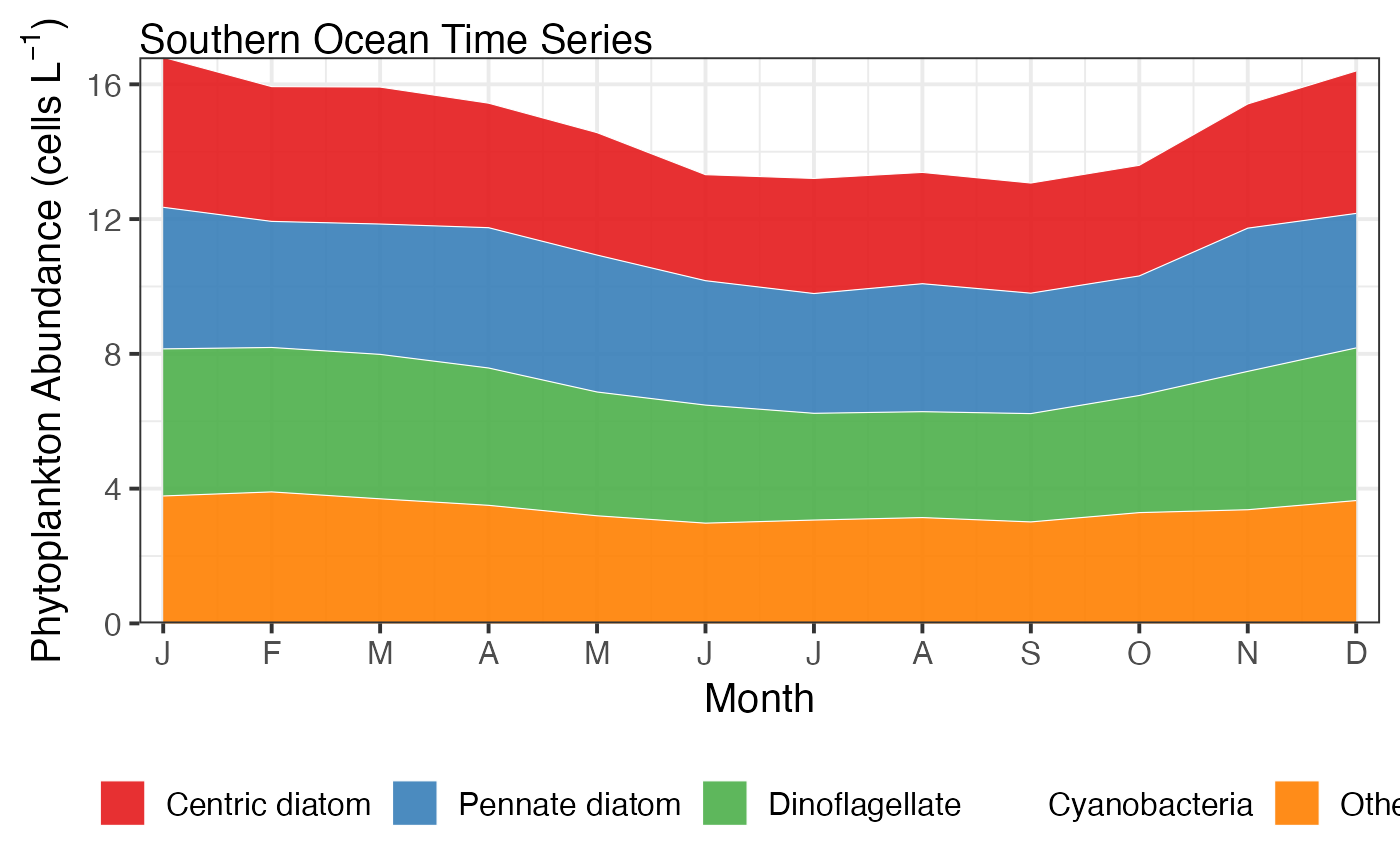 Southern Ocean Time Series
Phytoplankton Abundance (cells L⁻¹)
16
12
8
4
0
J F M A M J J A S O N D
Month
Centric diatom Pennate diatom Dinoflagellate Cyanobacteria Othe